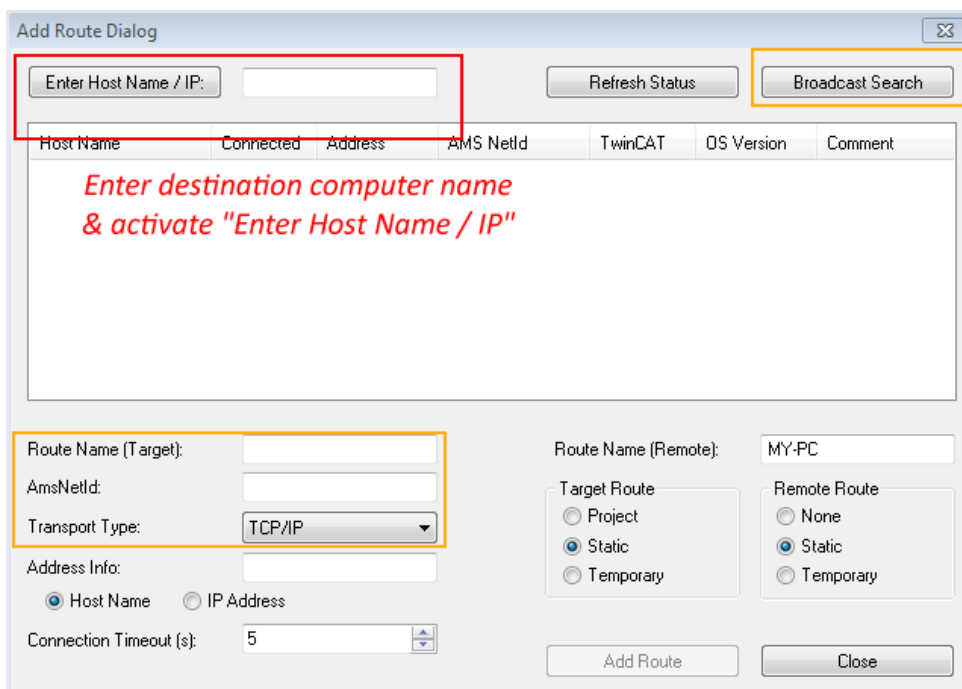 Add Route Dialog
Enter Host Name / IP:
Refresh Status
Broadcast Search
Host Name Connected Address AMS NetId TwinCAT OS Version Comment
Enter destination computer name
& activate "Enter Host Name / IP"
Route Name (Target):
AmsNetId:
Transport Type: TCP/IP
Address Info:
Host Name IP Address
Connection Timeout (s): 5
Route Name (Remote): MY-PC
Target Route
Project
Static
Temporary
Remote Route
None
Static
Temporary
Add Route
Close